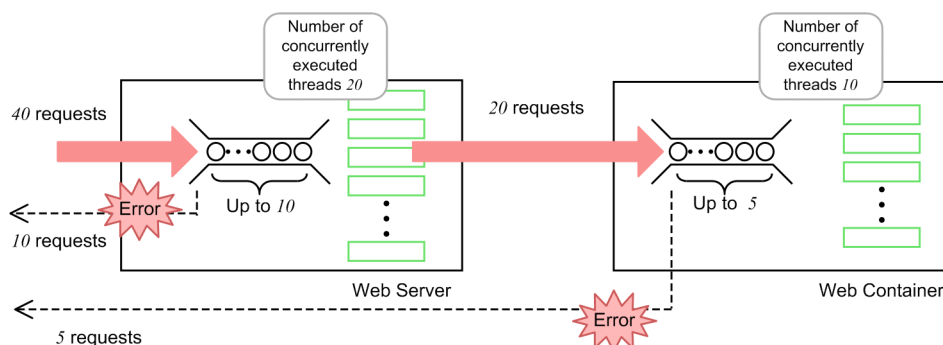 Number of
concurrently
executed
threads 20
Number of
concurrently
executed
threads 10
40 requests
20 requests
Up to 10
Up to 5
Error
10 requests
Web Server
Web Container
Error
5 requests